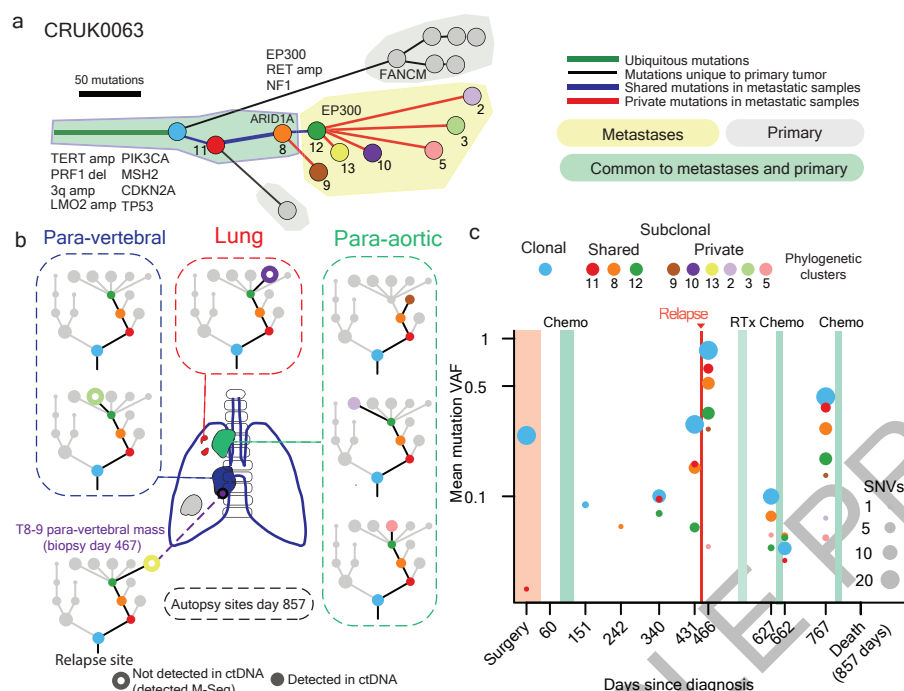 a
CRUK0063
50 mutations
EP300
RET amp
NF1
FANCM
ARID1A
EP300
11
8
12
13
10
9
2
3
5
TERT amp PIK3CA
PRF1 del MSH2
3q amp CDKN2A
LMO2 amp TP53
Ubiquitous mutations
Mutations unique to primary tumor
Shared mutations in metastatic samples
Private mutations in metastatic samples
Metastases
Primary
Common to metastases and primary
b
Para-vertebral
Lung
Para-aortic
T8-9 para-vertebral mass
(biopsy day 467)
Autopsy sites day 857
Relapse site
Not detected in ctDNA
(detected M-Seq)
Detected in ctDNA
c
Subclonal
Clonal
Shared
Private
Phylogenetic
clusters
11 8 12 9 10 13 2 3 5
Relapse
Chemo
RTx Chemo
Chemo
Mean mutation VAF
1
0.5
0.1
SNVs
1
5
10
20
Surgery
60
151
242
340
431
466
627
662
767
Death
(857 days)
Days since diagnosis
LE PR